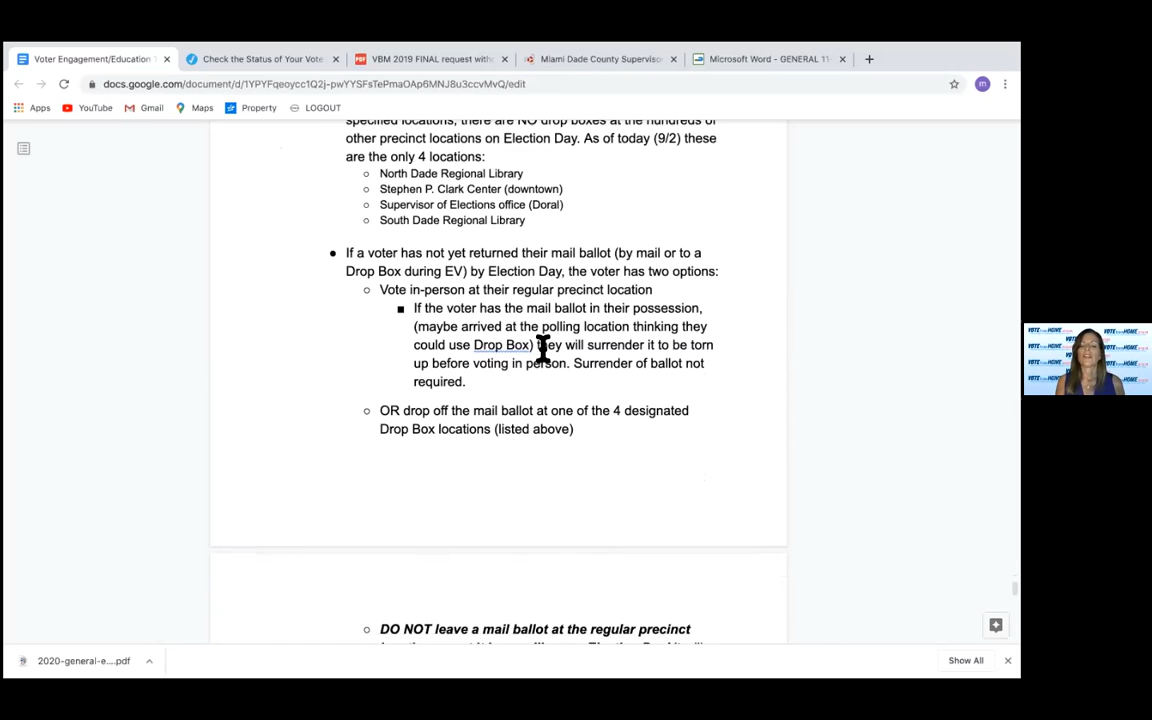 Voter Engagement/Education T
Check the Status of Your Vote
VBM 2019 FINAL request with
Miami Dade County Supervisor
Microsoft Word - GENERAL 11-
docs.google.com/document/d/1YPYFqeoycc1Q2j-pwYYSFsTePmaOAp6MNJ8u3ccvMvQ/edit
m
Apps YouTube Gmail Maps Property LOGOUT
specified locations, there are NO drop boxes at the hundreds of
other precinct locations on Election Day. As of today (9/2) these
are the only 4 locations:
North Dade Regional Library
Stephen P. Clark Center (downtown)
Supervisor of Elections office (Doral)
South Dade Regional Library
If a voter has not yet returned their mail ballot (by mail or to a
Drop Box during EV) by Election Day, the voter has two options:
Vote in-person at their regular precinct location
If the voter has the mail ballot in their possession,
(maybe arrived at the polling location thinking they
could use Drop Box) they will surrender it to be torn
up before voting in person. Surrender of ballot not
required.
OR drop off the mail ballot at one of the 4 designated
Drop Box locations (listed above)
DO NOT leave a mail ballot at the regular precinct
2020-general-e....pdf
Show All